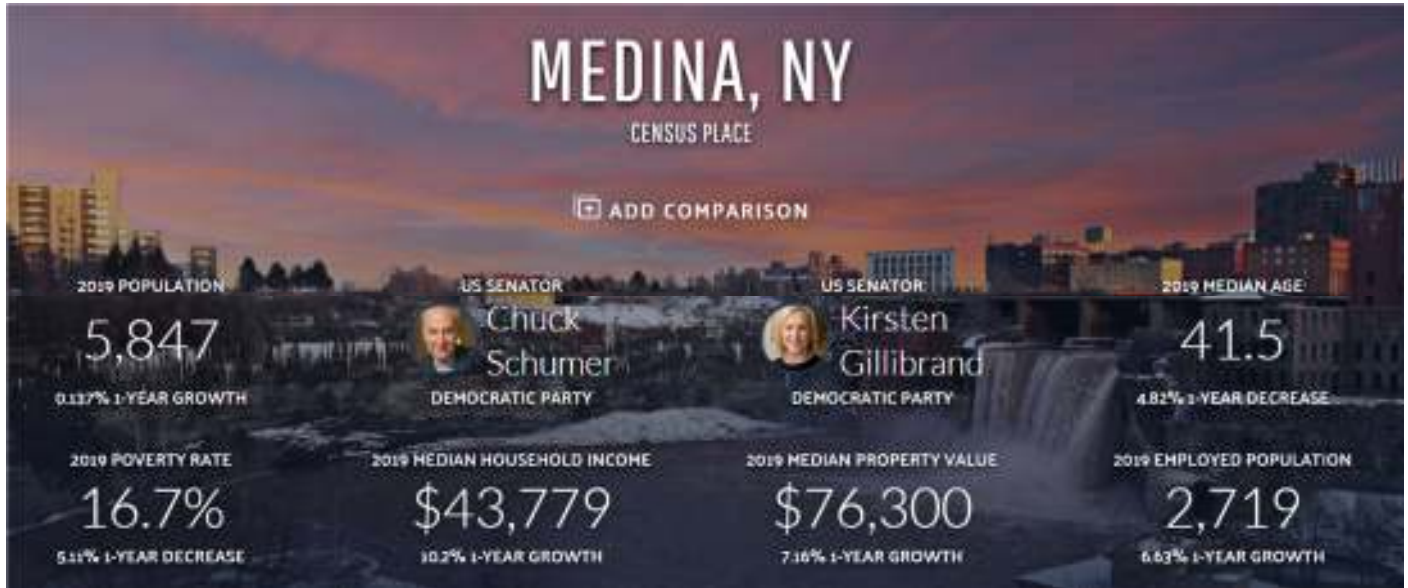 MEDINA, NY
CENSUS PLACE
ADD COMPARISON
2019 POPULATION
5,847
0.137% 1-YEAR GROWTH
US SENATOR
Chuck
Schumer
DEMOCRATIC PARTY
US SENATOR
Kirsten
Gillibrand
DEMOCRATIC PARTY
2019 MEDIAN AGE
41.5
4.82% 1-YEAR DECREASE
2019 POVERTY RATE
16.7%
5.11% 1-YEAR DECREASE
2019 MEDIAN HOUSEHOLD INCOME
$43,779
10.2% 1-YEAR GROWTH
2019 MEDIAN PROPERTY VALUE
$76,300
7.16% 1-YEAR GROWTH
2019 EMPLOYED POPULATION
2,719
6.63% 1-YEAR GROWTH